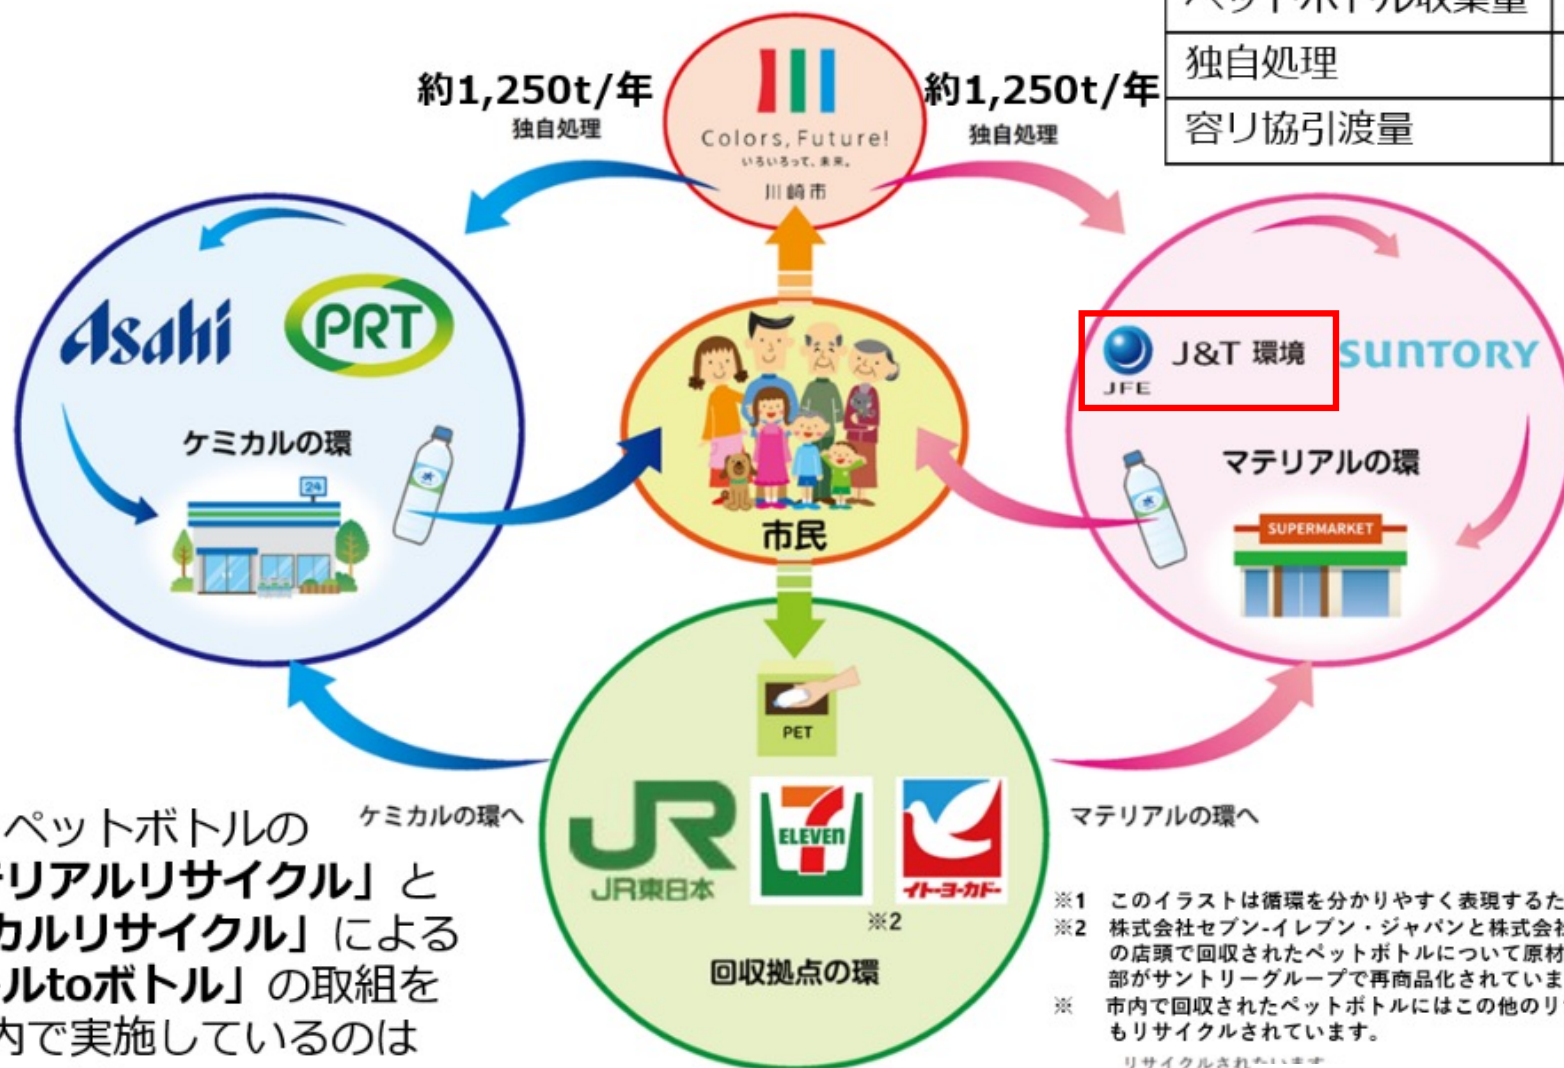 ペットボトル収集量
独自処理
容リ協引渡量
約1,250t/年
独自処理
約1,250t/年
独自処理
Colors,Future!
いろいろって、未来。
川崎市
Asahi
PRT
ケミカルの環
24
市民
JFE
J&T 環境
SUNTORY
マテリアルの環
SUPERMARKET
PET
ケミカルの環へ
マテリアルの環へ
JR東日本
7
ELEVEN
イトーヨーカドー
※2
回収拠点の環
ペットボトルの
テリアルリサイクル」と
カルリサイクル」による
ルtoボトル」の取組を
内で実施しているのは
※1 このイラストは循環を分かりやすく表現するた
※2 株式会社セブン-イレブン・ジャパンと株式会社
の店頭で回収されたペットボトルについて原材
部がサントリーグループで再商品化されていま
※ 市内で回収されたペットボトルにはこの他のリ
もリサイクルされています。